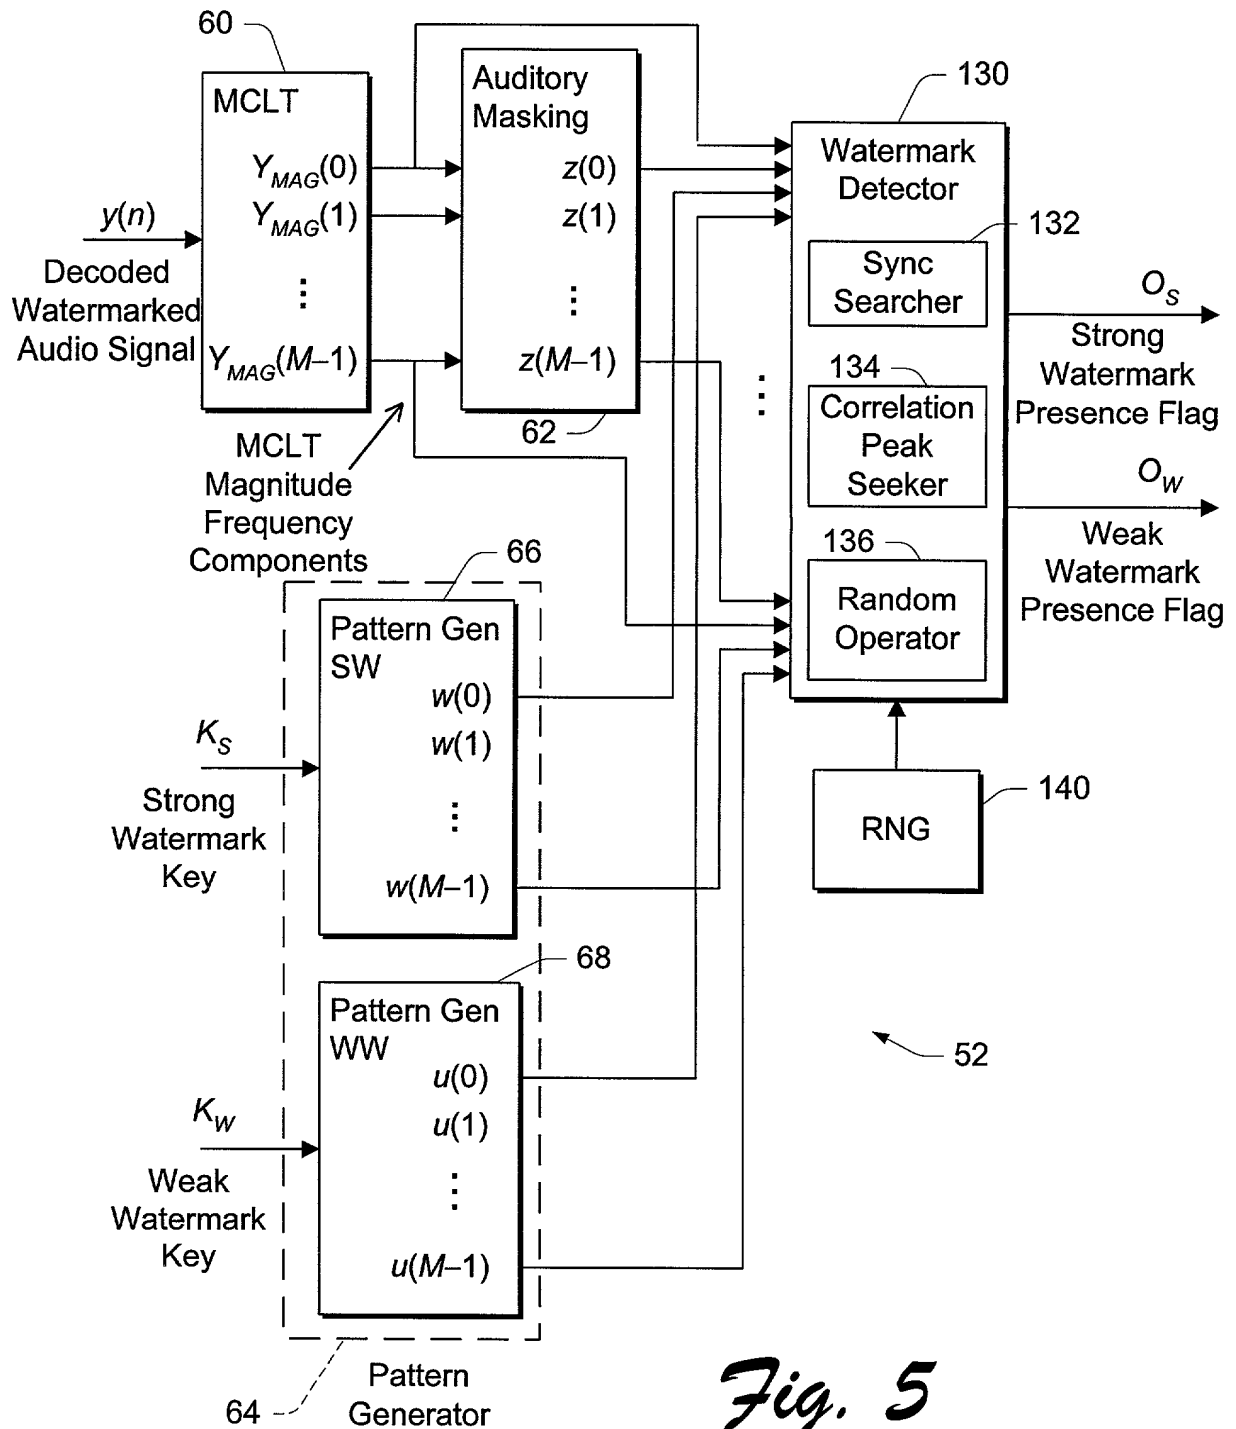 60
MCLT
Y_MAG(0)
Y_MAG(1)
⋮
Y_MAG(M–1)
y(n)
Decoded
Watermarked
Audio Signal
Auditory
Masking
z(0)
z(1)
⋮
z(M–1)
62
MCLT
Magnitude
Frequency
Components
⋮
130
Watermark
Detector
132
Sync
Searcher
134
Correlation
Peak
Seeker
136
Random
Operator
O_S
Strong
Watermark
Presence Flag
O_W
Weak
Watermark
Presence Flag
140
RNG
66
Pattern Gen
SW
w(0)
w(1)
⋮
w(M–1)
K_S
Strong
Watermark
Key
68
Pattern Gen
WW
u(0)
u(1)
⋮
u(M–1)
K_W
Weak
Watermark
Key
52
64
Pattern
Generator
Fig. 5